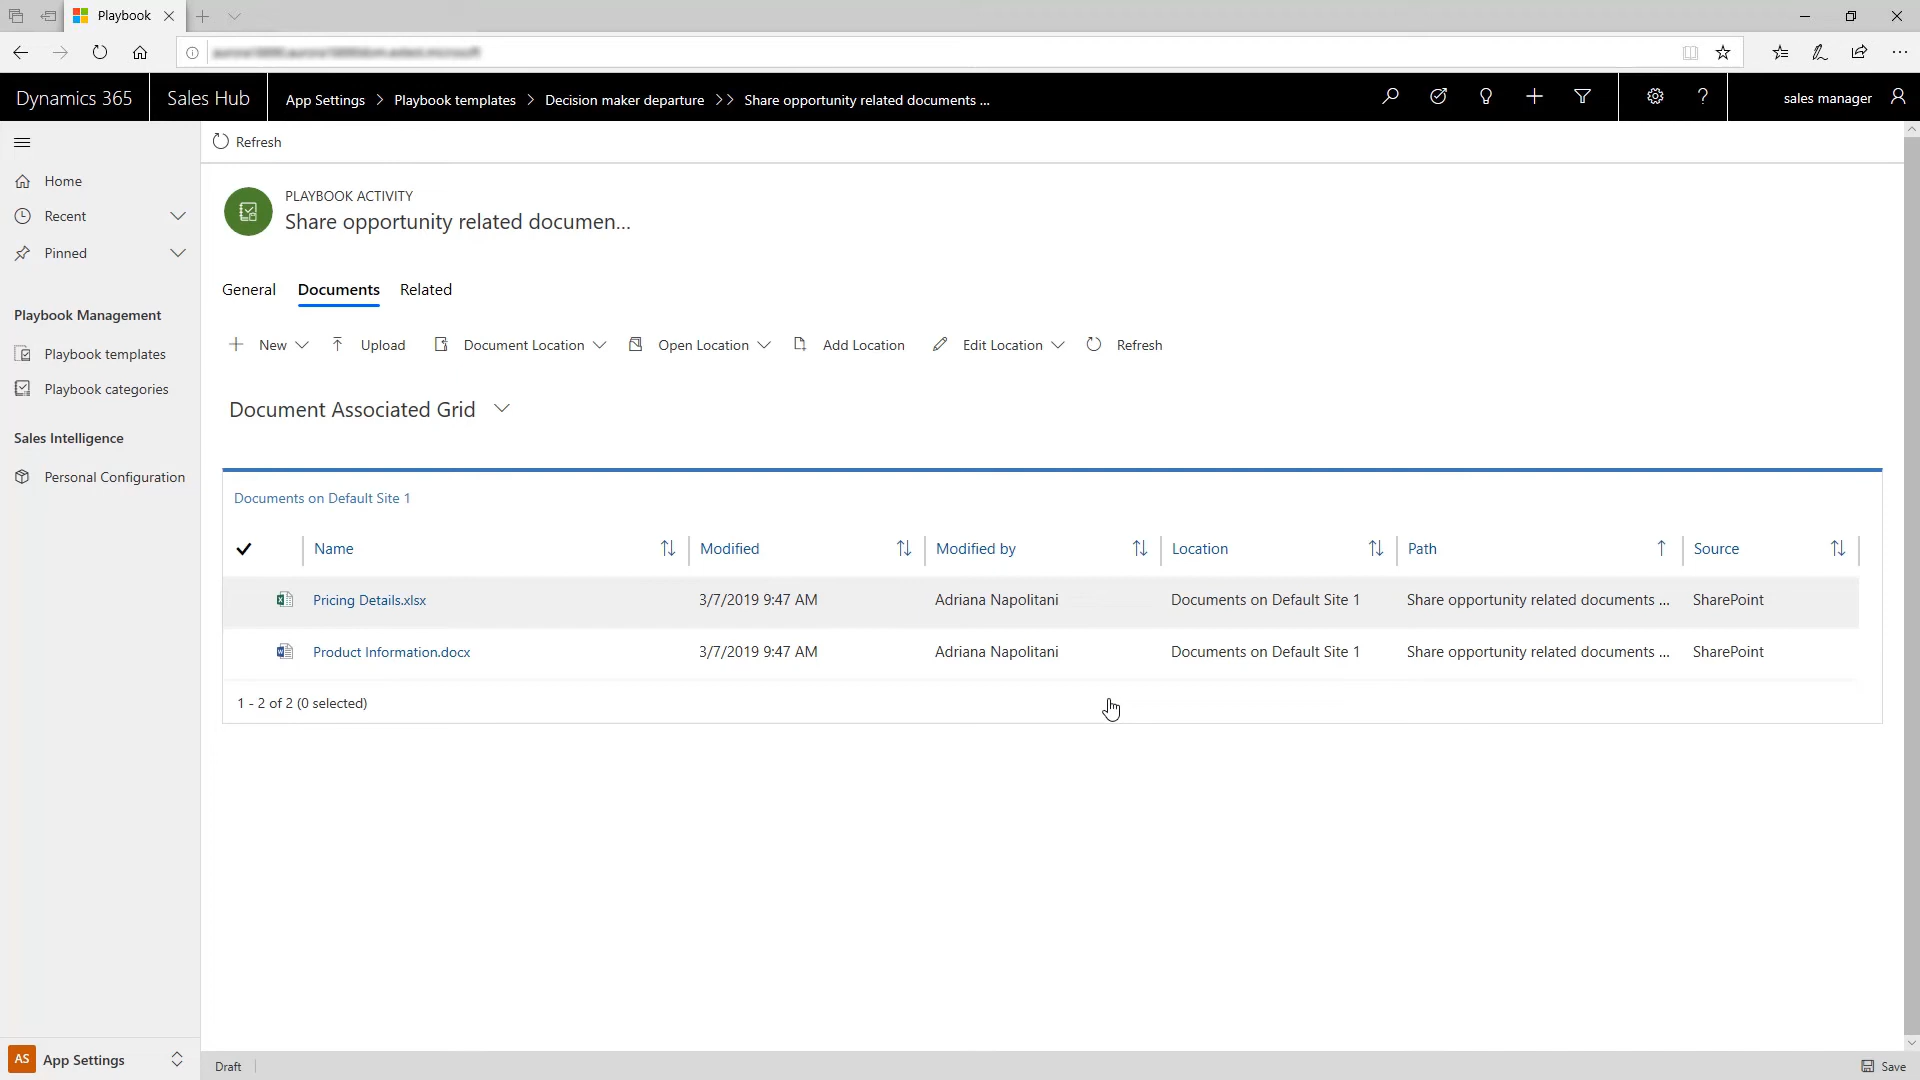 Playbook
Dynamics 365
Sales Hub
App Settings > Playbook templates > Decision maker departure >> Share opportunity related documents ...
sales manager
Refresh
Home
Recent
Pinned
Playbook Management
Playbook templates
Playbook categories
Sales Intelligence
Personal Configuration
PLAYBOOK ACTIVITY
Share opportunity related documen...
General Documents Related
New Upload Document Location Open Location Add Location Edit Location Refresh
Document Associated Grid
Documents on Default Site 1
Name Modified Modified by Location Path Source
Pricing Details.xlsx 3/7/2019 9:47 AM Adriana Napolitani Documents on Default Site 1 Share opportunity related documents ... SharePoint
Product Information.docx 3/7/2019 9:47 AM Adriana Napolitani Documents on Default Site 1 Share opportunity related documents ... SharePoint
1 - 2 of 2 (0 selected)
AS App Settings
Draft
Save